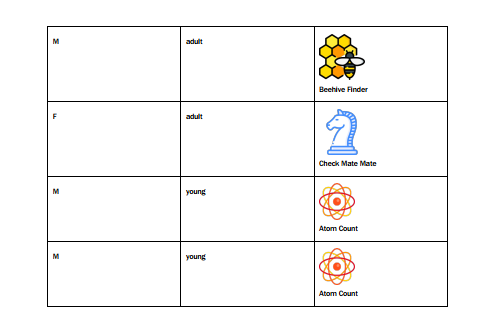 M adult
Beehive Finder
F adult
Check Mate Mate
M young
Atom Count
M young
Atom Count